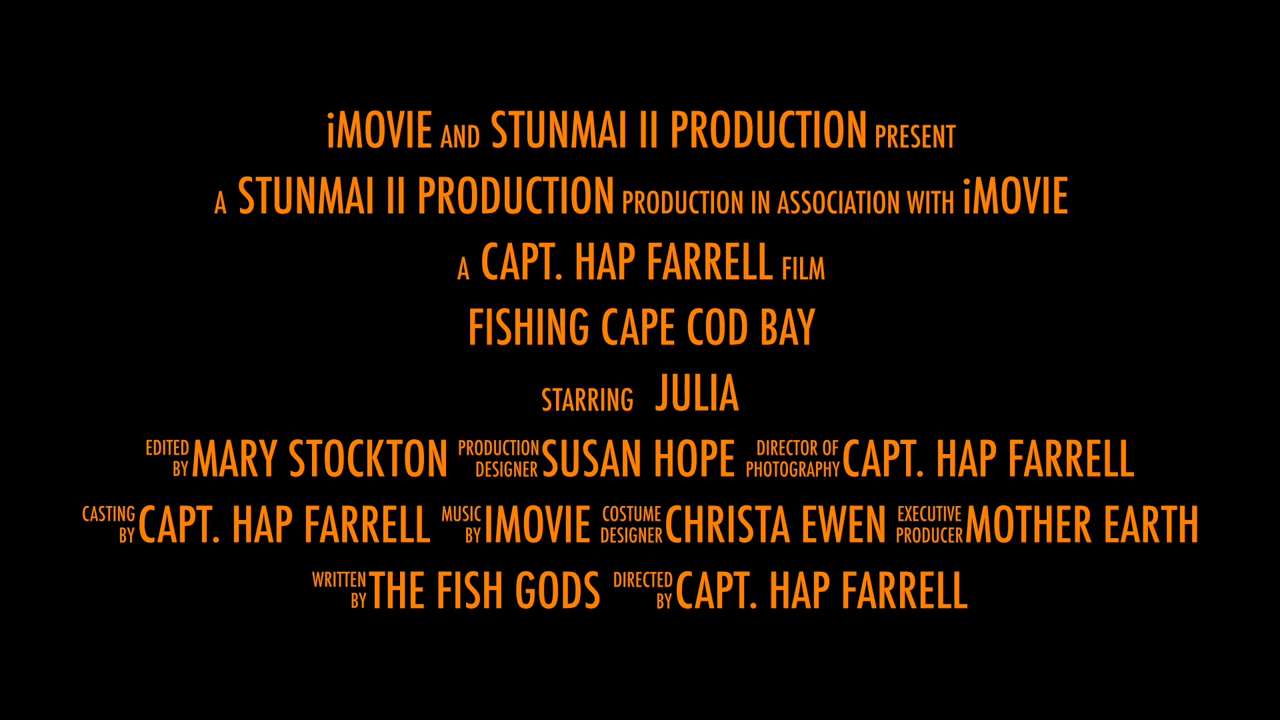 iMOVIE AND STUNMAI II PRODUCTION PRESENT
A STUNMAI II PRODUCTION PRODUCTION IN ASSOCIATION WITH iMOVIE
A CAPT. HAP FARRELL FILM
FISHING CAPE COD BAY
STARRING JULIA
EDITED BY MARY STOCKTON PRODUCTION DESIGNER SUSAN HOPE DIRECTOR OF PHOTOGRAPHY CAPT. HAP FARRELL
CASTING BY CAPT. HAP FARRELL MUSIC BY IMOVIE COSTUME DESIGNER CHRISTA EWEN EXECUTIVE PRODUCER MOTHER EARTH
WRITTEN BY THE FISH GODS DIRECTED BY CAPT. HAP FARRELL